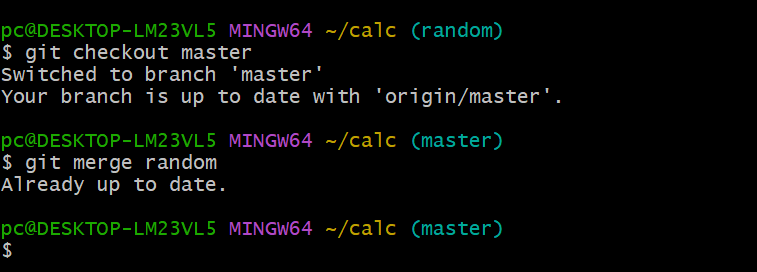 pc@DESKTOP-LM23VL5 MINGW64 ~/calc (random)
$ git checkout master
Switched to branch 'master'
Your branch is up to date with 'origin/master'.
pc@DESKTOP-LM23VL5 MINGW64 ~/calc (master)
$ git merge random
Already up to date.
pc@DESKTOP-LM23VL5 MINGW64 ~/calc (master)
$